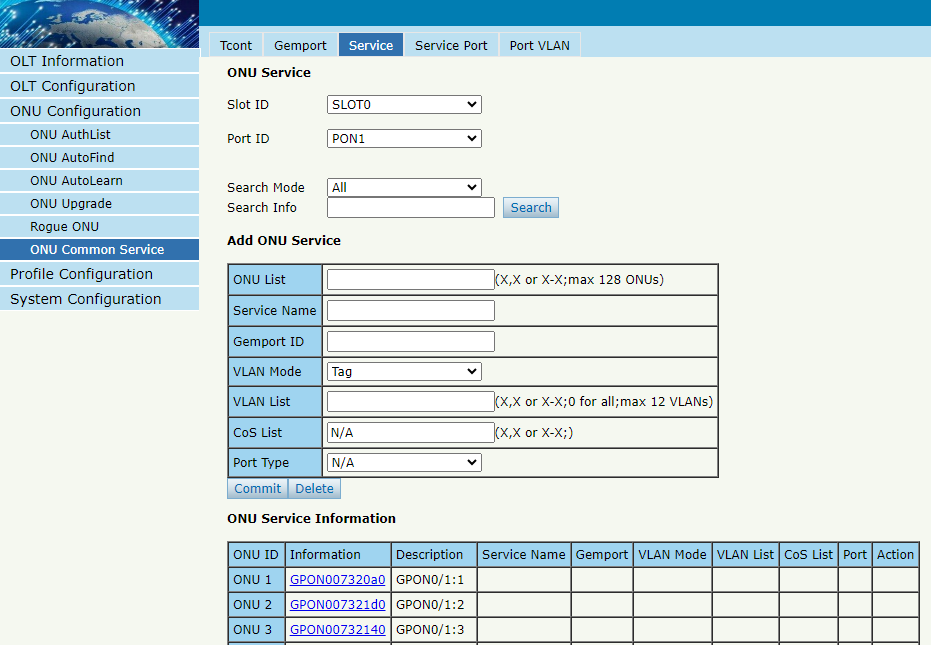 Tcont Gemport Service Service Port Port VLAN
OLT Information
OLT Configuration
ONU Configuration
ONU AuthList
ONU AutoFind
ONU AutoLearn
ONU Upgrade
Rogue ONU
ONU Common Service
Profile Configuration
System Configuration
ONU Service
Slot ID SLOT0
Port ID PON1
Search Mode All
Search Info Search
Add ONU Service
ONU List (X,X or X-X;max 128 ONUs)
Service Name
Gemport ID
VLAN Mode Tag
VLAN List (X,X or X-X;0 for all;max 12 VLANs)
CoS List N/A (X,X or X-X;)
Port Type N/A
Commit Delete
ONU Service Information
ONU ID Information Description Service Name Gemport VLAN Mode VLAN List CoS List Port Action
ONU 1 GPON007320a0 GPON0/1:1
ONU 2 GPON007321d0 GPON0/1:2
ONU 3 GPON00732140 GPON0/1:3